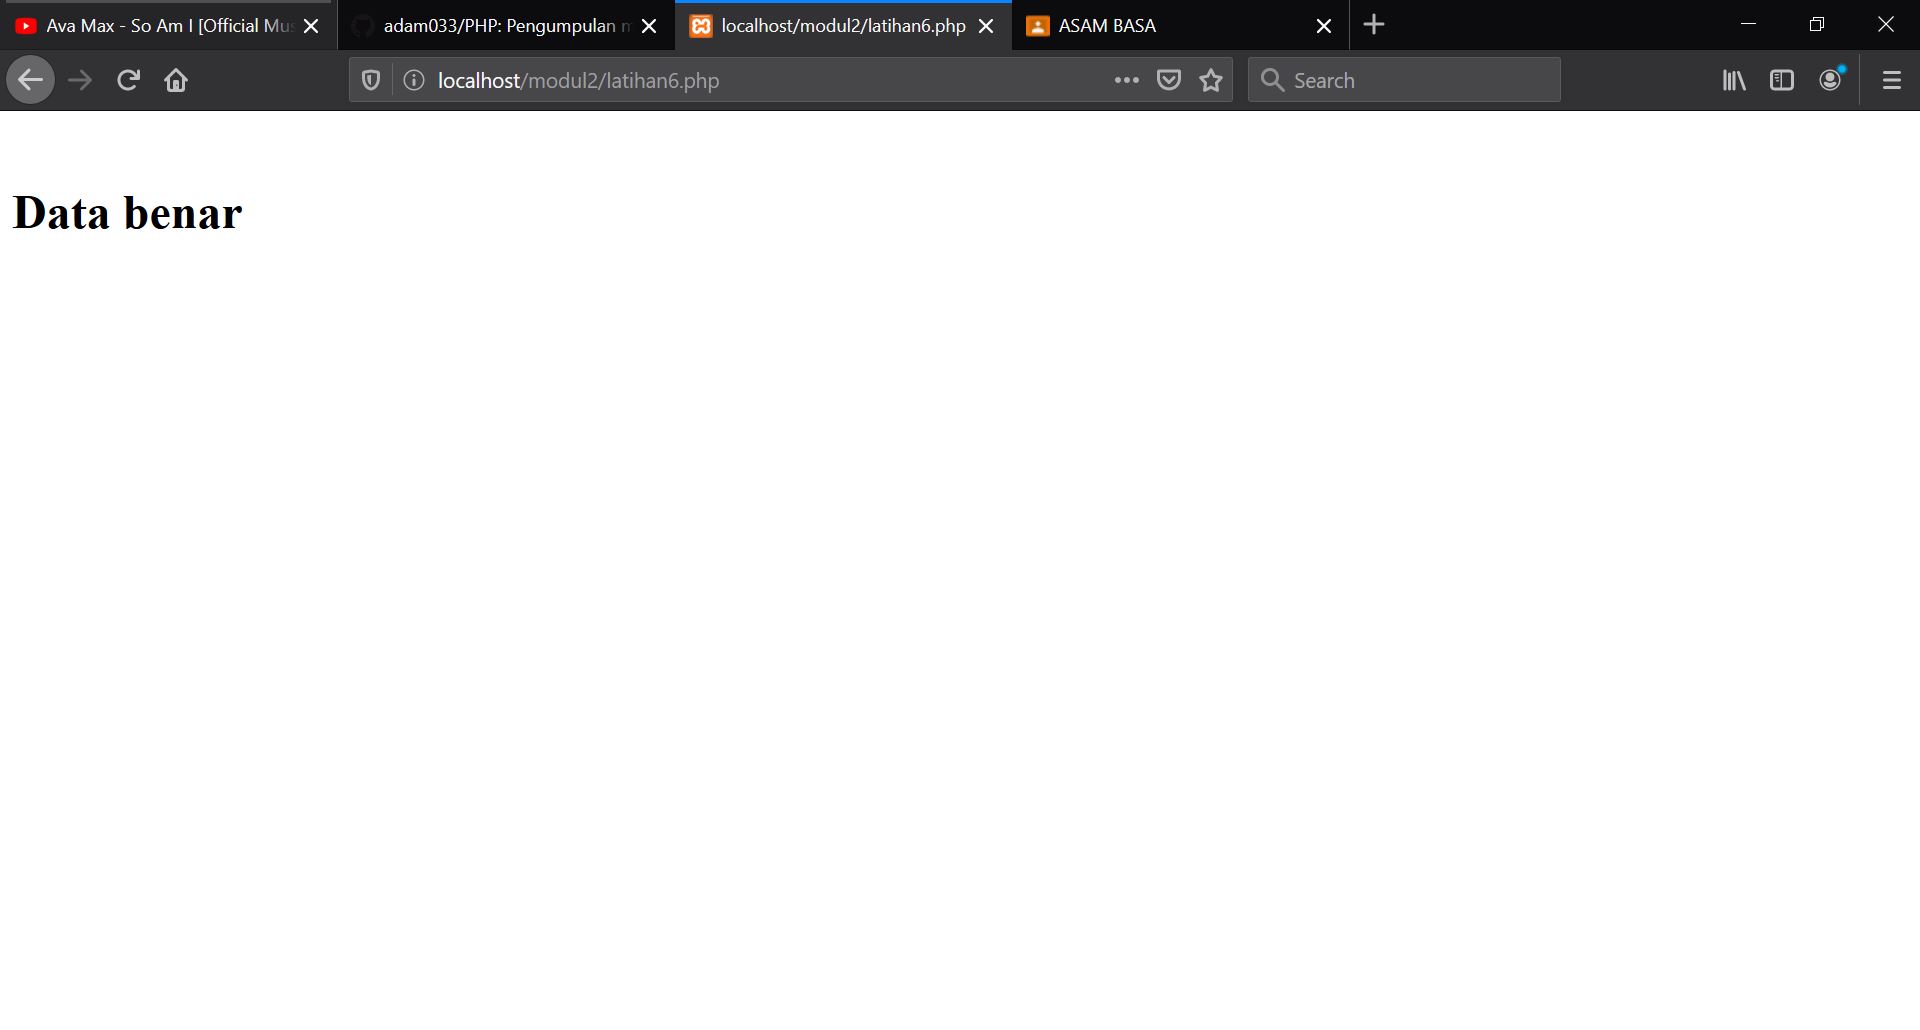 Ava Max - So Am I [Official Mus
adam033/PHP: Pengumpulan m
localhost/modul2/latihan6.php
ASAM BASA
localhost/modul2/latihan6.php
Search
Data benar